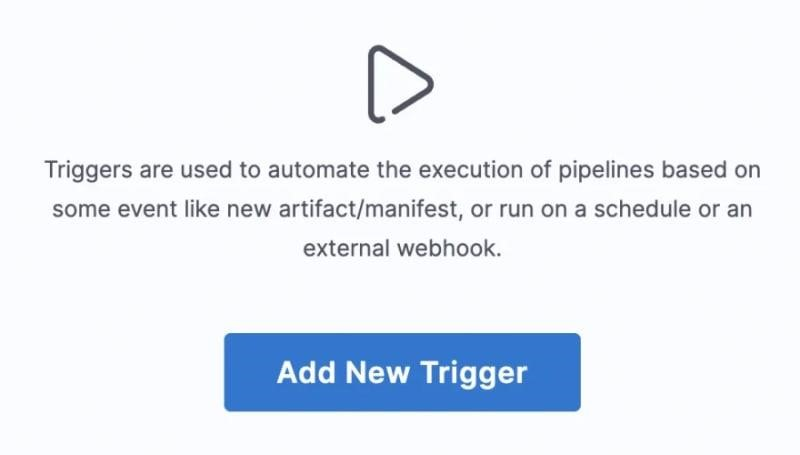 Triggers are used to automate the execution of pipelines based on
some event like new artifact/manifest, or run on a schedule or an
external webhook.
Add New Trigger